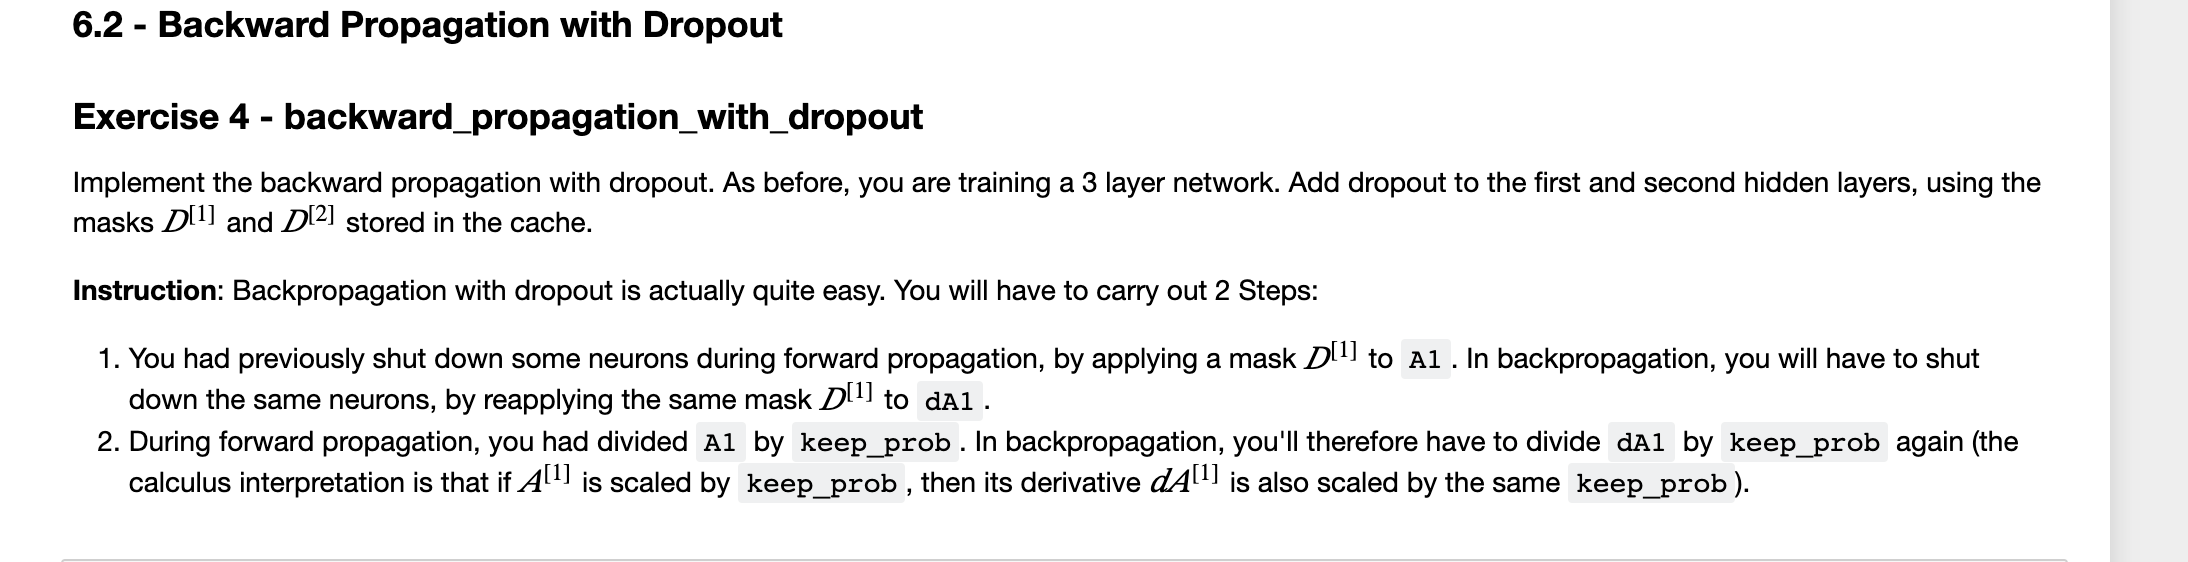 6.2 - Backward Propagation with Dropout
Exercise 4 - backward_propagation_with_dropout
Implement the backward propagation with dropout. As before, you are training a 3 layer network. Add dropout to the first and second hidden layers, using the
masks D[1] and D[2] stored in the cache.
Instruction: Backpropagation with dropout is actually quite easy. You will have to carry out 2 Steps:
1. You had previously shut down some neurons during forward propagation, by applying a mask D[1] to A1 . In backpropagation, you will have to shut
down the same neurons, by reapplying the same mask D[1] to dA1 .
2. During forward propagation, you had divided A1 by keep_prob . In backpropagation, you'll therefore have to divide dA1 by keep_prob again (the
calculus interpretation is that if A[1] is scaled by keep_prob , then its derivative dA[1] is also scaled by the same keep_prob ).